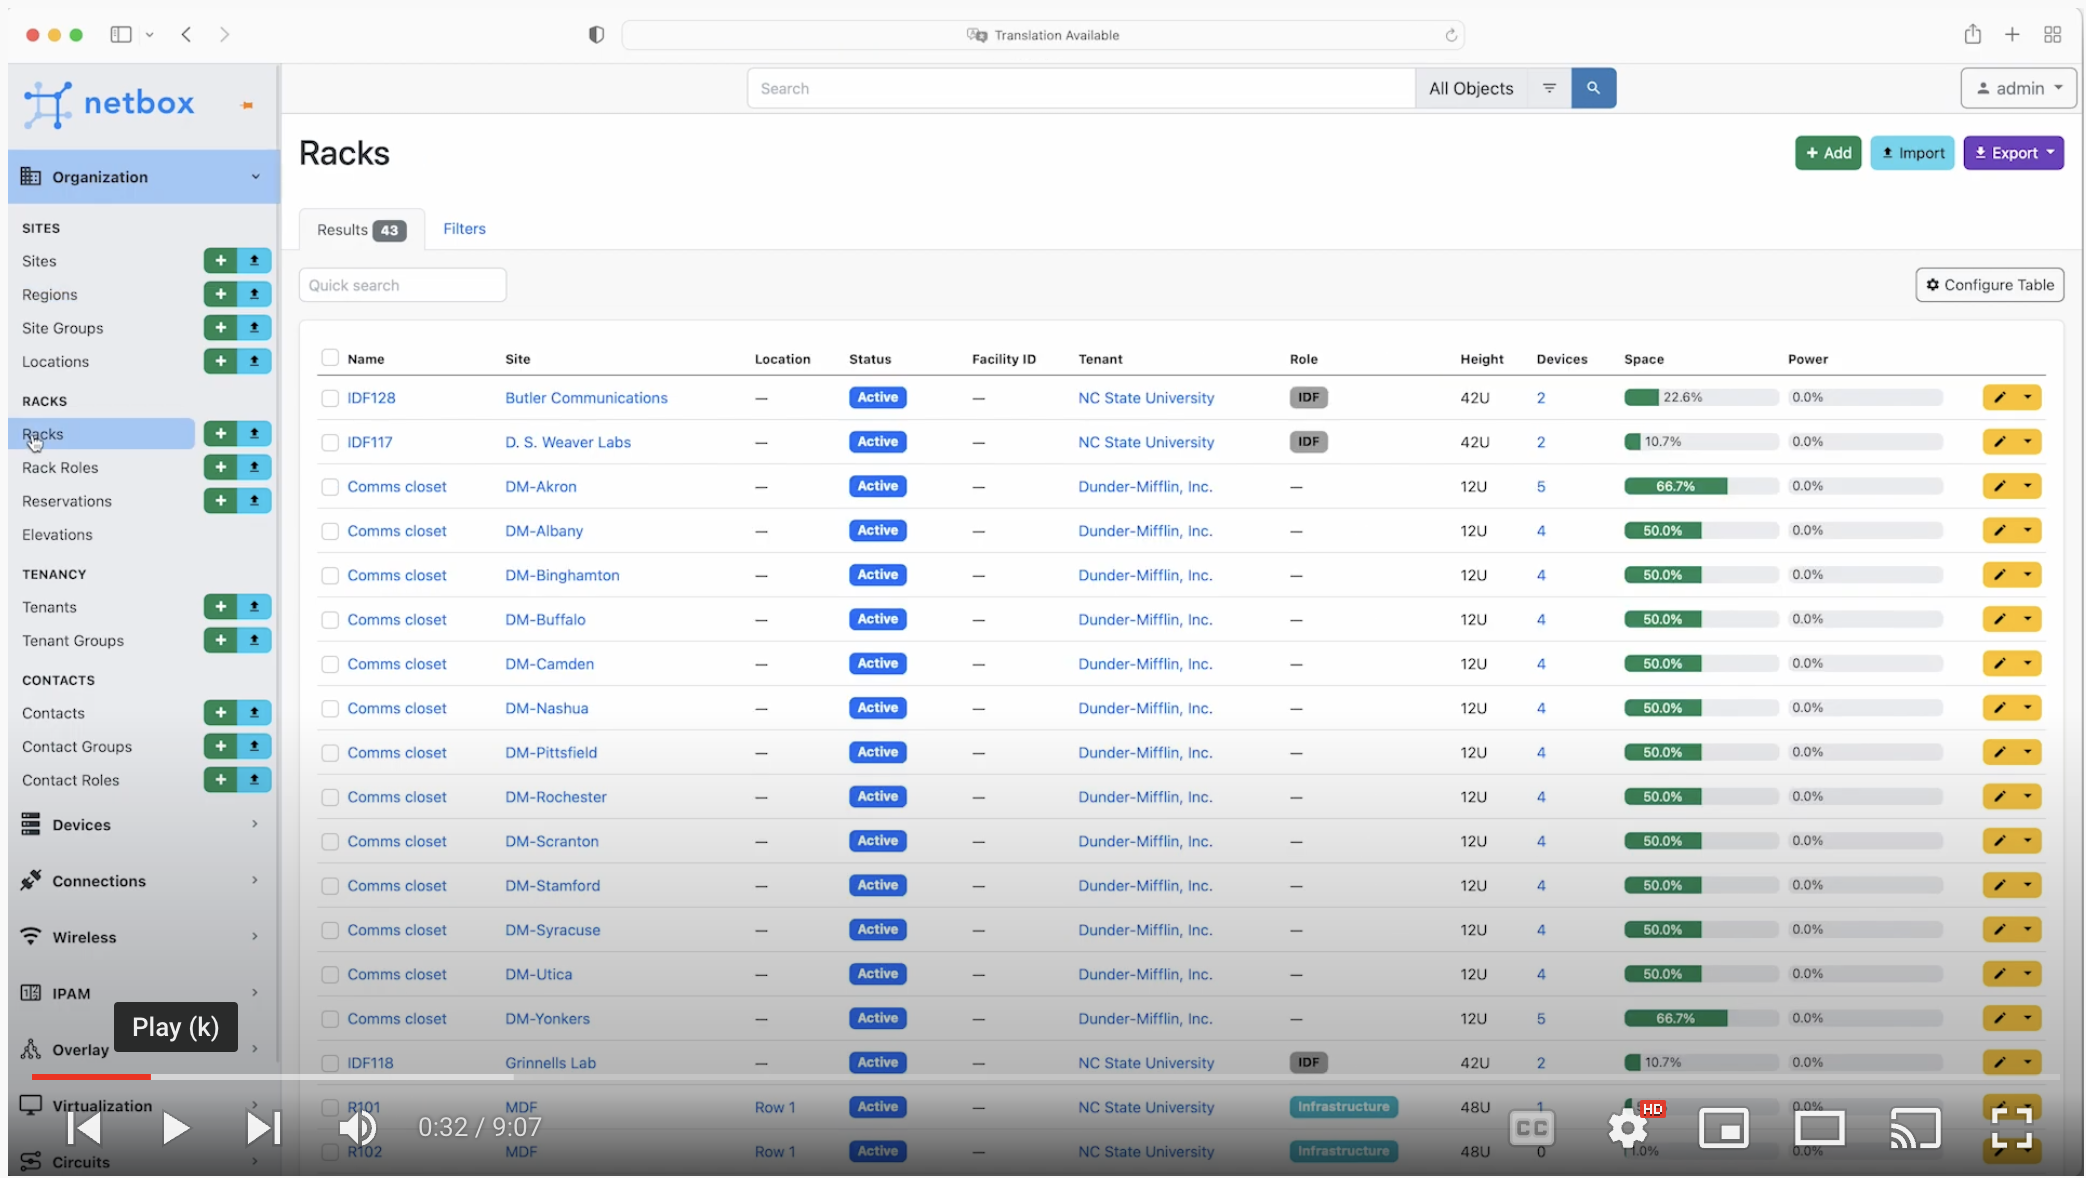 Translation Available
netbox
Search
All Objects
admin
Organization
Racks
+ Add
Import
Export
SITES
Results 43
Filters
Sites
Regions
Quick search
Configure Table
Site Groups
Locations
Name Site Location Status Facility ID Tenant Role Height Devices Space Power
RACKS
Racks
Rack Roles
Reservations
Elevations
TENANCY
Tenants
Tenant Groups
CONTACTS
Contacts
Contact Groups
Contact Roles
Devices
Connections
Wireless
IPAM
Overlay
Virtualization
Circuits
IDF128 Butler Communications — Active — NC State University IDF 42U 2 22.6% 0.0%
IDF117 D. S. Weaver Labs — Active — NC State University IDF 42U 2 10.7% 0.0%
Comms closet DM-Akron — Active — Dunder-Mifflin, Inc. — 12U 5 66.7% 0.0%
Comms closet DM-Albany — Active — Dunder-Mifflin, Inc. — 12U 4 50.0% 0.0%
Comms closet DM-Binghamton — Active — Dunder-Mifflin, Inc. — 12U 4 50.0% 0.0%
Comms closet DM-Buffalo — Active — Dunder-Mifflin, Inc. — 12U 4 50.0% 0.0%
Comms closet DM-Camden — Active — Dunder-Mifflin, Inc. — 12U 4 50.0% 0.0%
Comms closet DM-Nashua — Active — Dunder-Mifflin, Inc. — 12U 4 50.0% 0.0%
Comms closet DM-Pittsfield — Active — Dunder-Mifflin, Inc. — 12U 4 50.0% 0.0%
Comms closet DM-Rochester — Active — Dunder-Mifflin, Inc. — 12U 4 50.0% 0.0%
Comms closet DM-Scranton — Active — Dunder-Mifflin, Inc. — 12U 4 50.0% 0.0%
Comms closet DM-Stamford — Active — Dunder-Mifflin, Inc. — 12U 4 50.0% 0.0%
Comms closet DM-Syracuse — Active — Dunder-Mifflin, Inc. — 12U 4 50.0% 0.0%
Comms closet DM-Utica — Active — Dunder-Mifflin, Inc. — 12U 4 50.0% 0.0%
Comms closet DM-Yonkers — Active — Dunder-Mifflin, Inc. — 12U 5 66.7% 0.0%
IDF118 Grinnells Lab — Active — NC State University IDF 42U 2 10.7% 0.0%
R101 MDF Row 1 Active — NC State University Infrastructure 48U 1 0.0%
R102 MDF Row 1 Active — NC State University Infrastructure 48U 0 0.0%
Play (k)
0:32 / 9:07
CC
HD